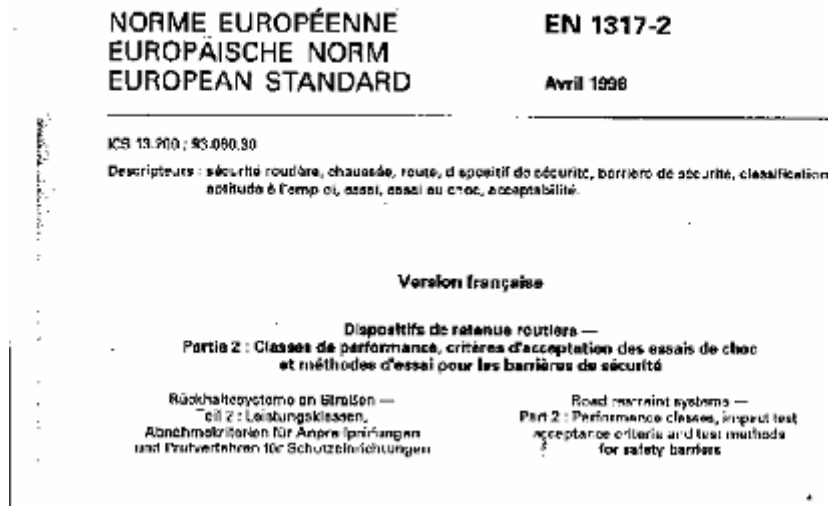 NORME EUROPÉENNE
EUROPÄISCHE NORM
EUROPEAN STANDARD
EN 1317-2
Avril 1998
ICS 13.200 ; 93.080.30
Descripteurs : sécurité routière, chaussée, route, dispositif de sécurité, barrière de sécurité, classification
aptitude à l'emploi, essai, essai au choc, acceptabilité.
Version française
Dispositifs de retenue routiers —
Partie 2 : Classes de performance, critères d'acceptation des essais de choc
et méthodes d'essai pour les barrières de sécurité
Rückhaltesysteme an Straßen —
Teil 2 : Leistungsklassen,
Abnahmekriterien für Anprallprüfungen
und Prüfverfahren für Schutzeinrichtungen
Road restraint systems —
Part 2 : Performance classes, impact test
acceptance criteria and test methods
for safety barriers